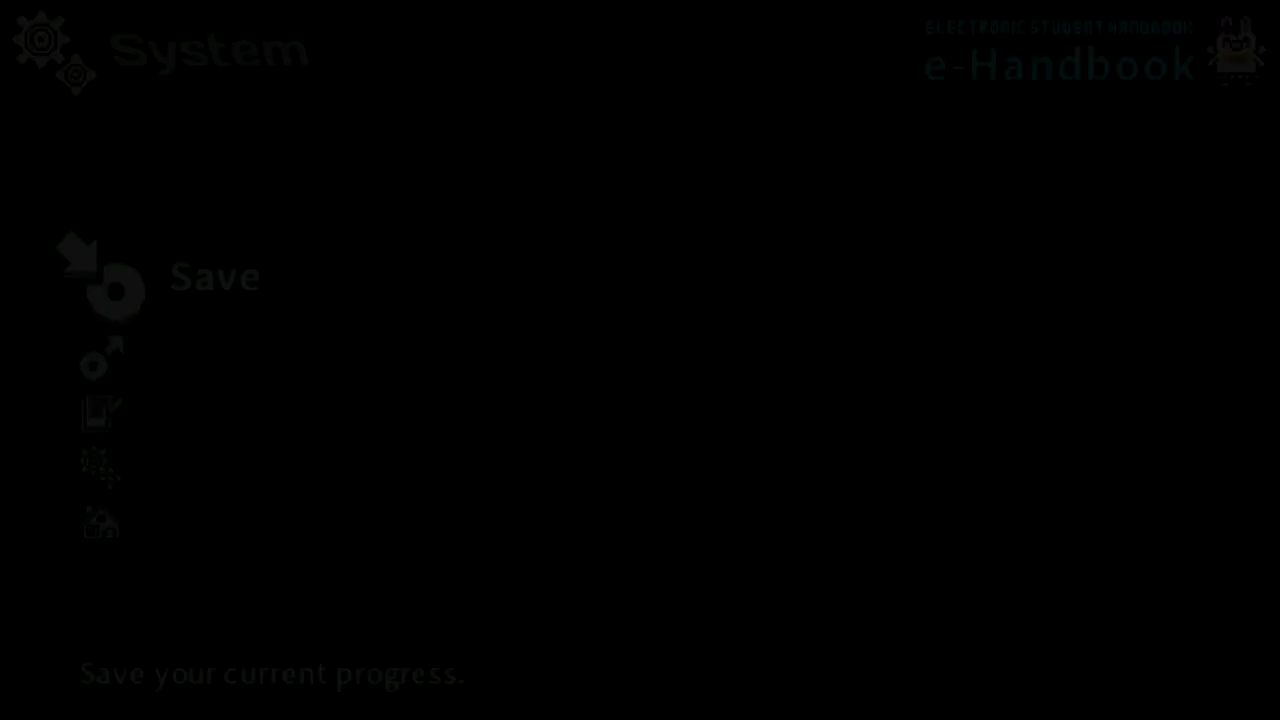 System
ELECTRONIC STUDENT HANDBOOK
e-Handbook
Save
Save your current progress.